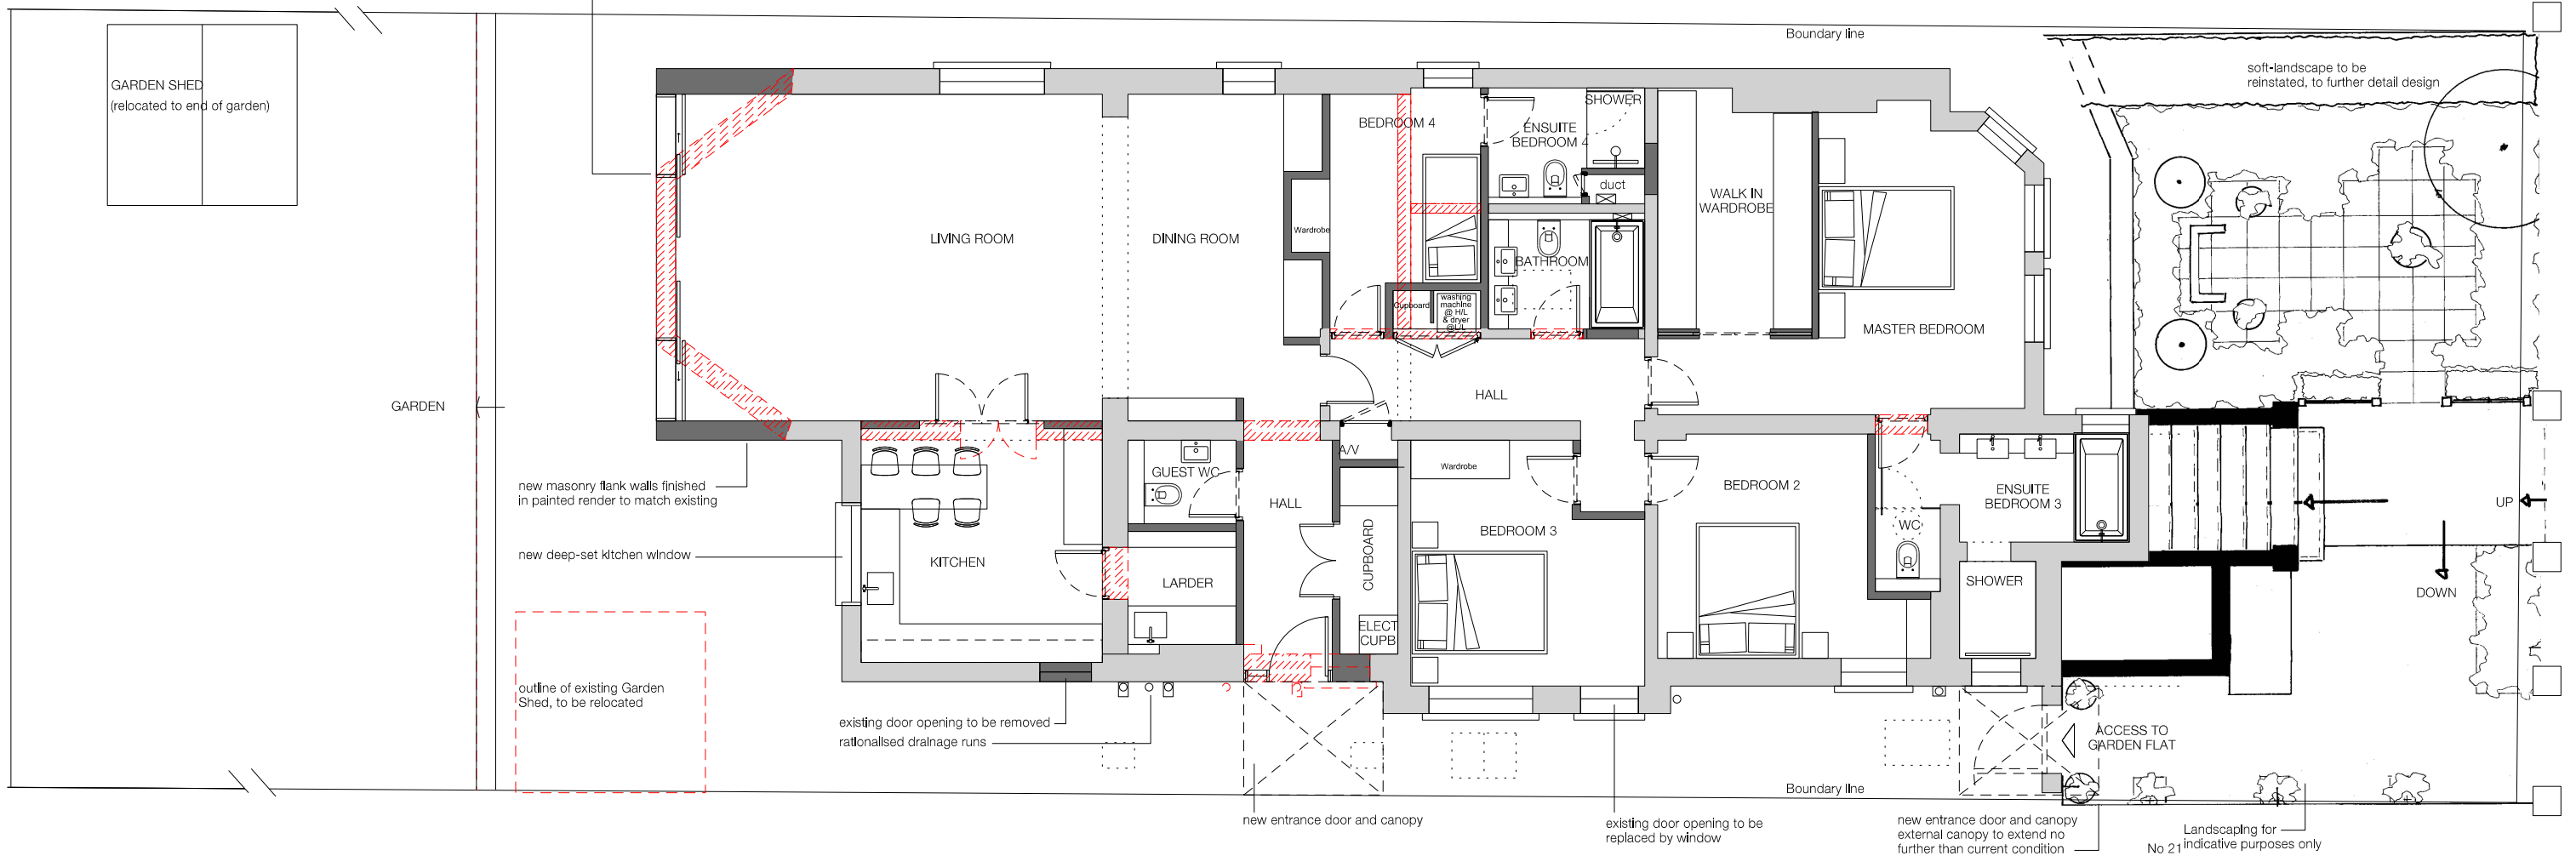 Boundary line
GARDEN SHED
(relocated to end of garden)
soft-landscape to be
reinstated, to further detail design
BEDROOM 4
SHOWER
ENSUITE
BEDROOM 4
duct
WALK IN
WARDROBE
Wardrobe
LIVING ROOM
DINING ROOM
BATHROOM
Cupboard
washing
machine
@ H/L
& dryer
@L/L
MASTER BEDROOM
HALL
GARDEN
A/V
GUEST WC
Wardrobe
HALL
BEDROOM 2
ENSUITE
BEDROOM 3
new masonry flank walls finished
in painted render to match existing
UP
BEDROOM 3
WC
new deep-set kitchen window
KITCHEN
CUPBOARD
LARDER
SHOWER
DOWN
ELECT
CUPB
outline of existing Garden
Shed, to be relocated
existing door opening to be removed
rationalised drainage runs
ACCESS TO
GARDEN FLAT
Boundary line
new entrance door and canopy
existing door opening to be
replaced by window
new entrance door and canopy
external canopy to extend no
further than current condition
No 21
Landscaping for
indicative purposes only